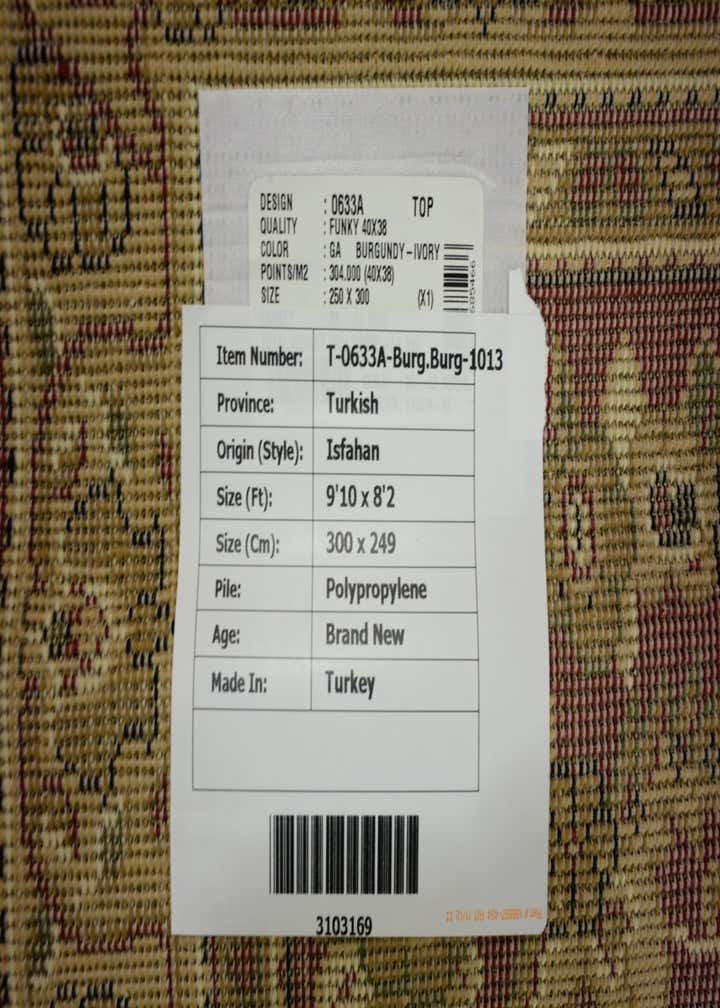 DESIGN : 0633A TOP
QUALITY : FUNKY 40X38
COLOR : GA BURGUNDY-IVORY
POINTS/M2 : 304.000 (40X38)
SIZE : 250 X 300 (X1)
Item Number: T-0633A-Burg.Burg-1013
Province: Turkish
Origin (Style): Isfahan
Size (Ft): 9'10 x 8'2
Size (Cm): 300 x 249
Pile: Polypropylene
Age: Brand New
Made In: Turkey
3103169